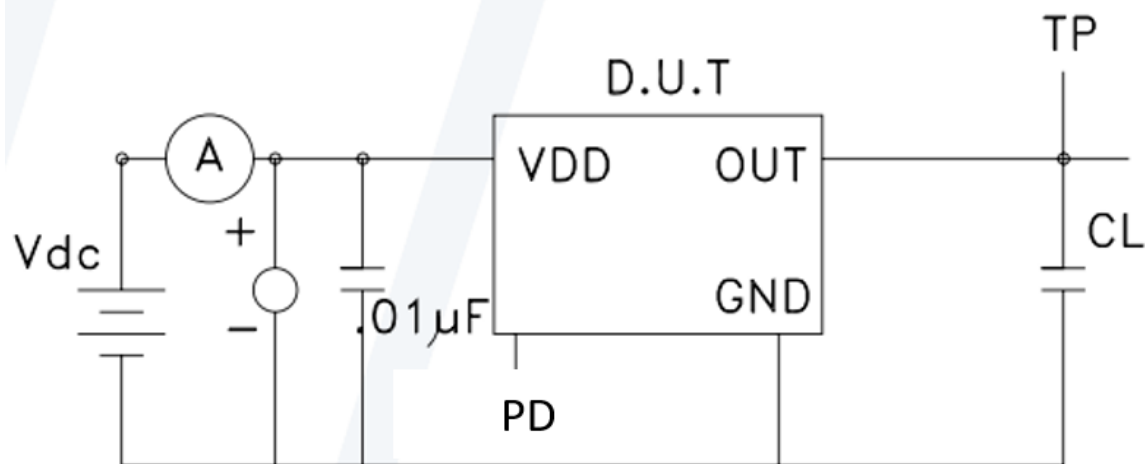 TP
D.U.T
A
VDD OUT
+
Vdc
CL
GND
-
.01µF
PD